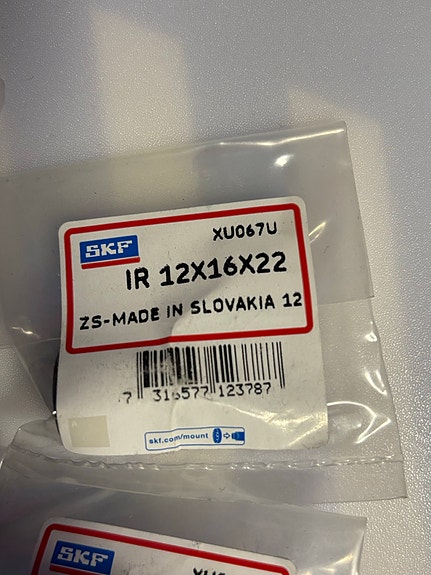 SKF
XU067U
IR 12X16X22
ZS-MADE IN SLOVAKIA 12
7 316577 123787
skf.com/mount
SKF